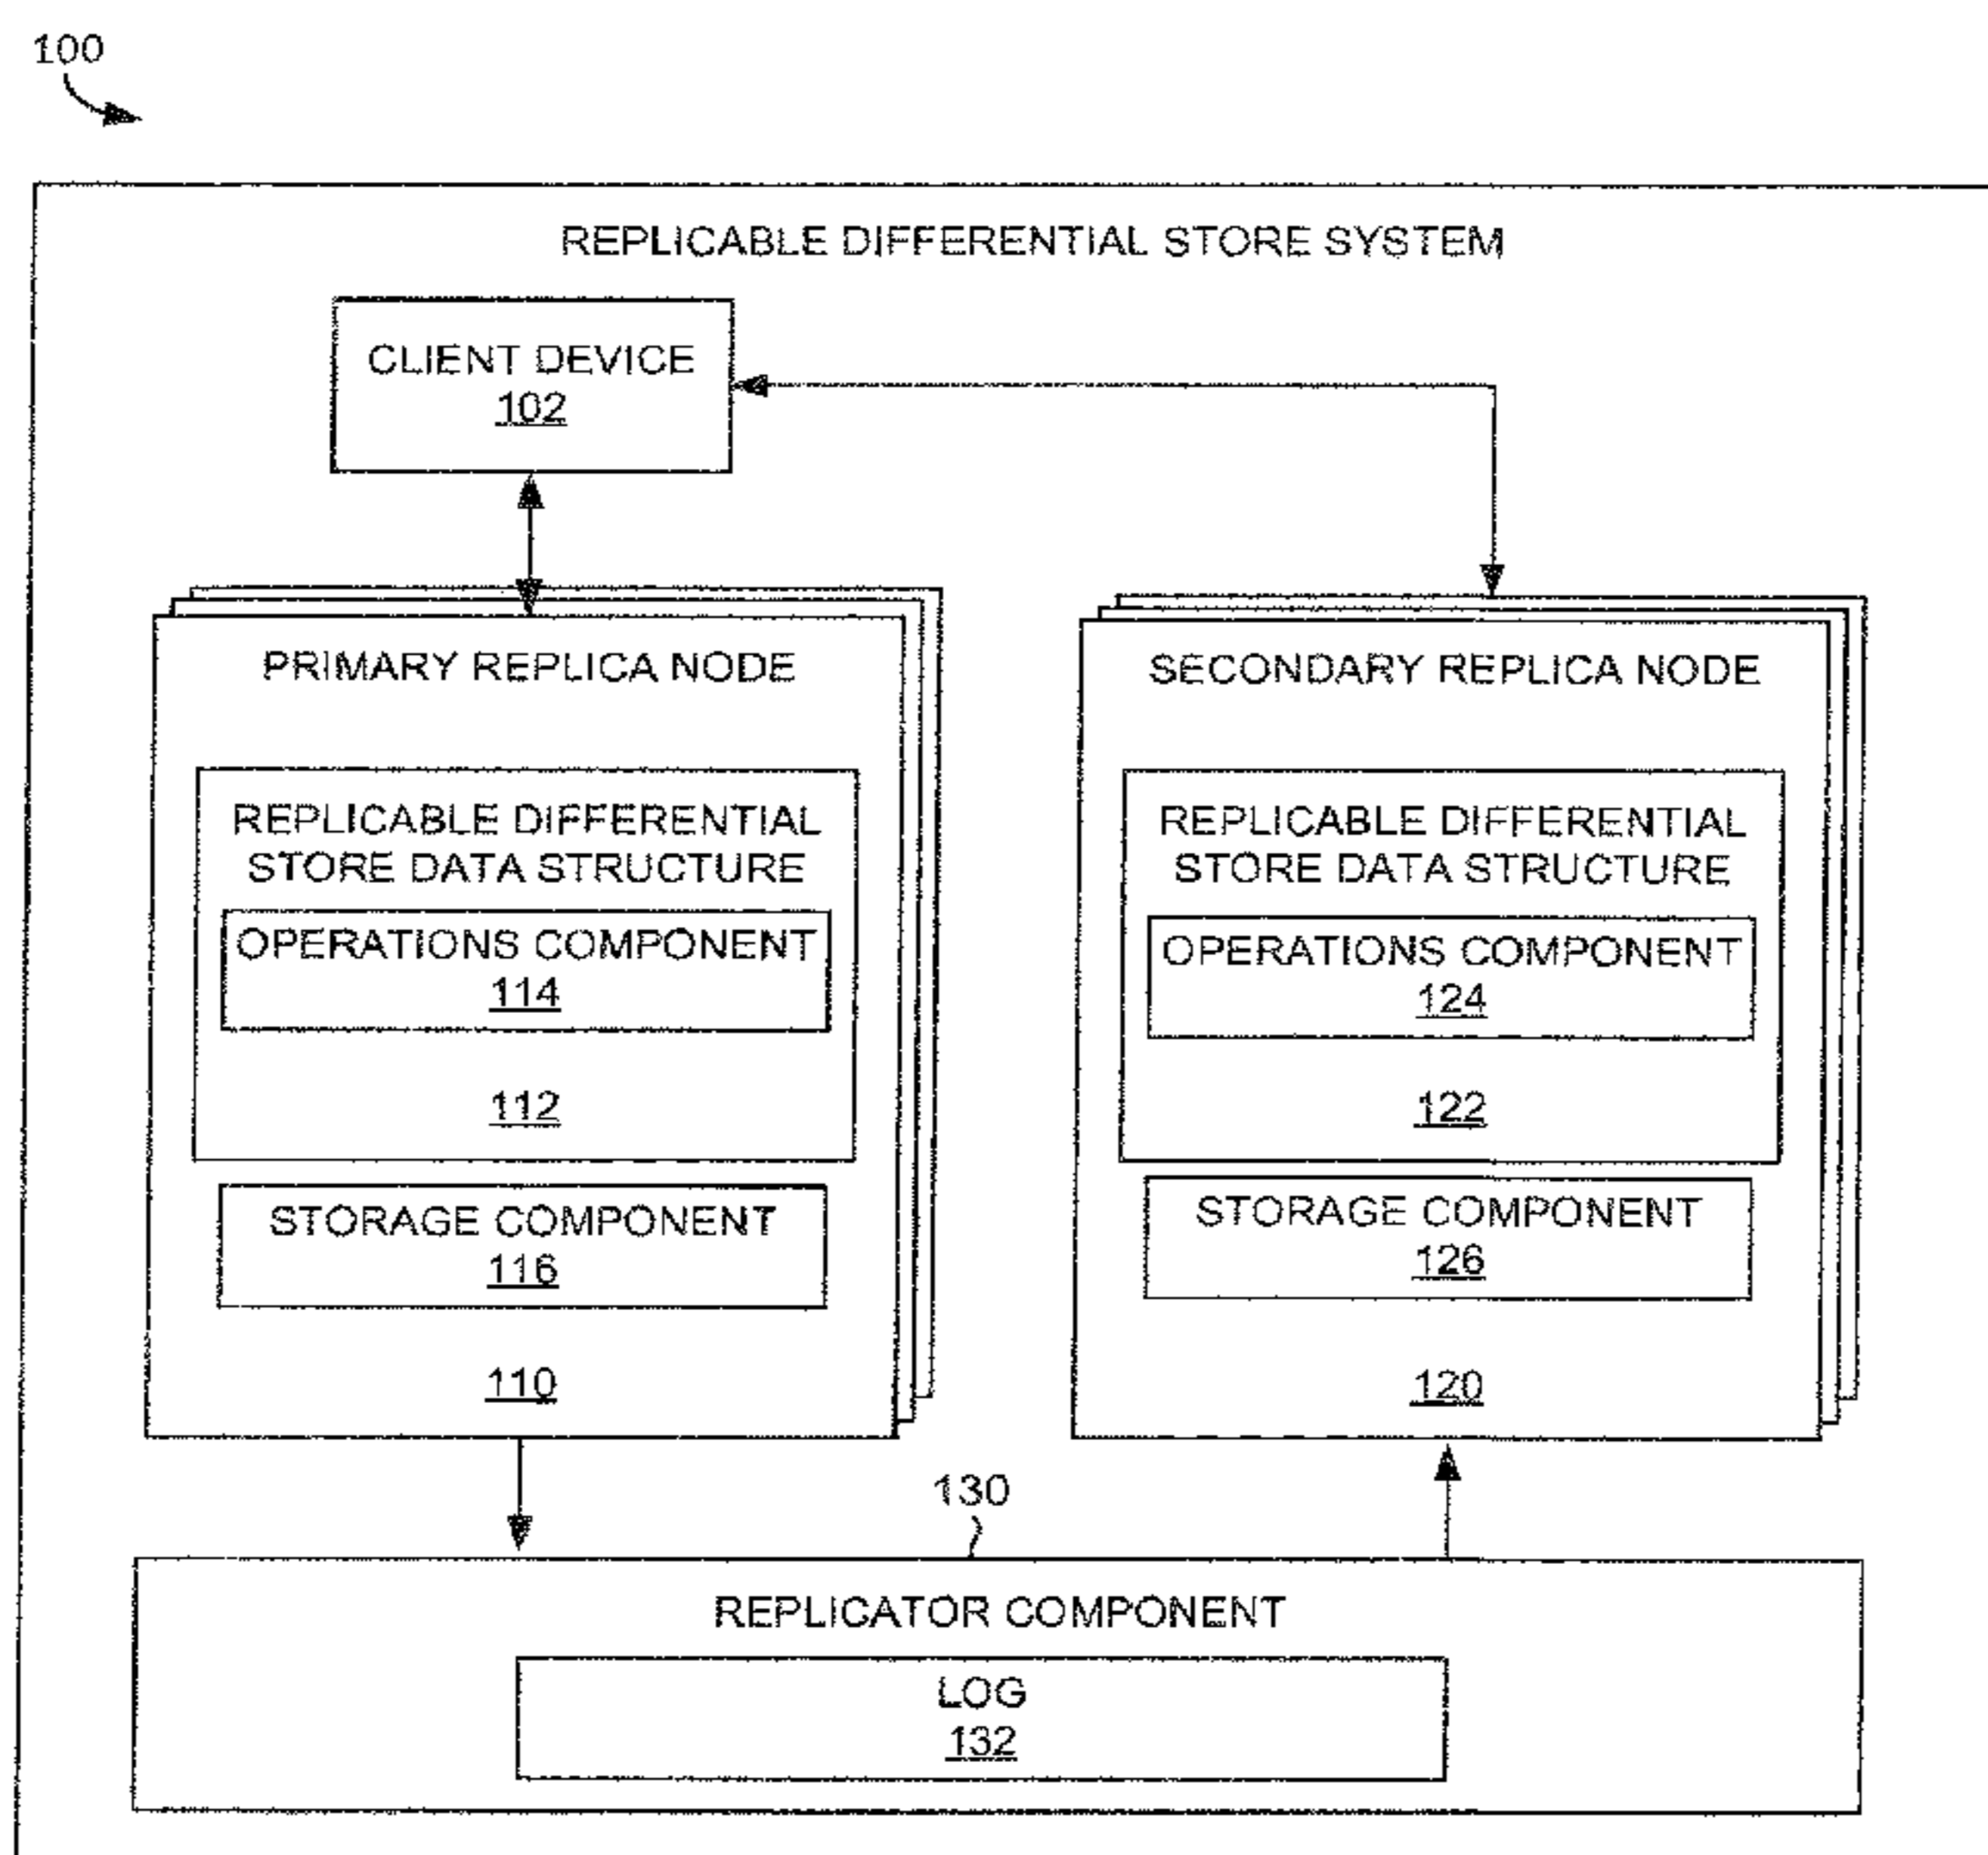 100
REPLICABLE DIFFERENTIAL STORE SYSTEM
CLIENT DEVICE
102
PRIMARY REPLICA NODE
REPLICABLE DIFFERENTIAL
STORE DATA STRUCTURE
OPERATIONS COMPONENT
114
112
STORAGE COMPONENT
116
110
SECONDARY REPLICA NODE
REPLICABLE DIFFERENTIAL
STORE DATA STRUCTURE
OPERATIONS COMPONENT
124
122
STORAGE COMPONENT
126
120
130
REPLICATOR COMPONENT
LOG
132